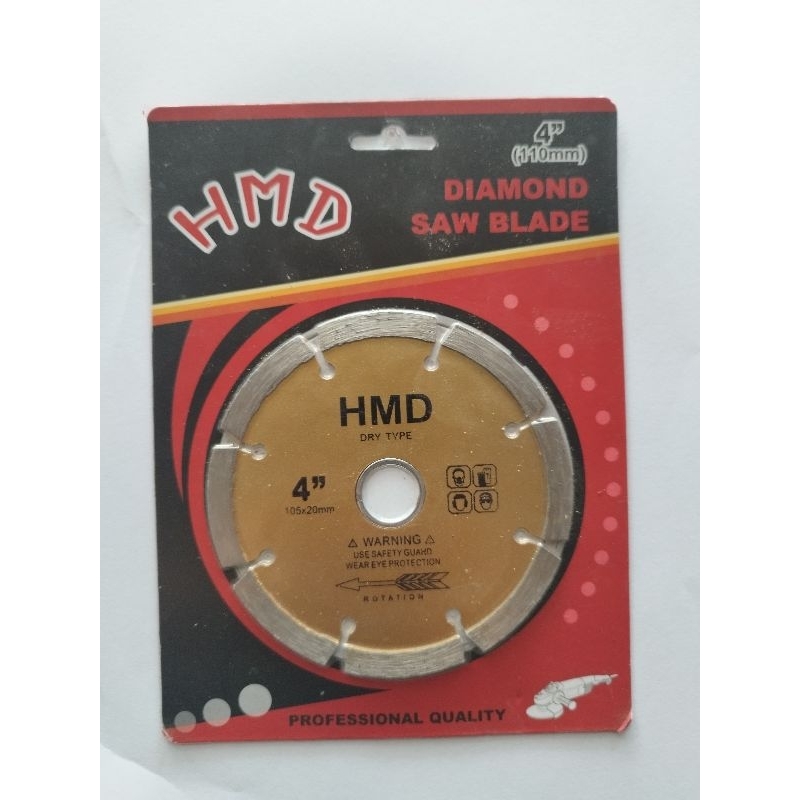 4”
(110mm)
HMD
DIAMOND
SAW BLADE
HMD
DRY TYPE
4”
105x20mm
⚠ WARNING ⚠
USE SAFETY GUAHD
WEAR EYE PROTECTION
ROTATION
PROFESSIONAL QUALITY